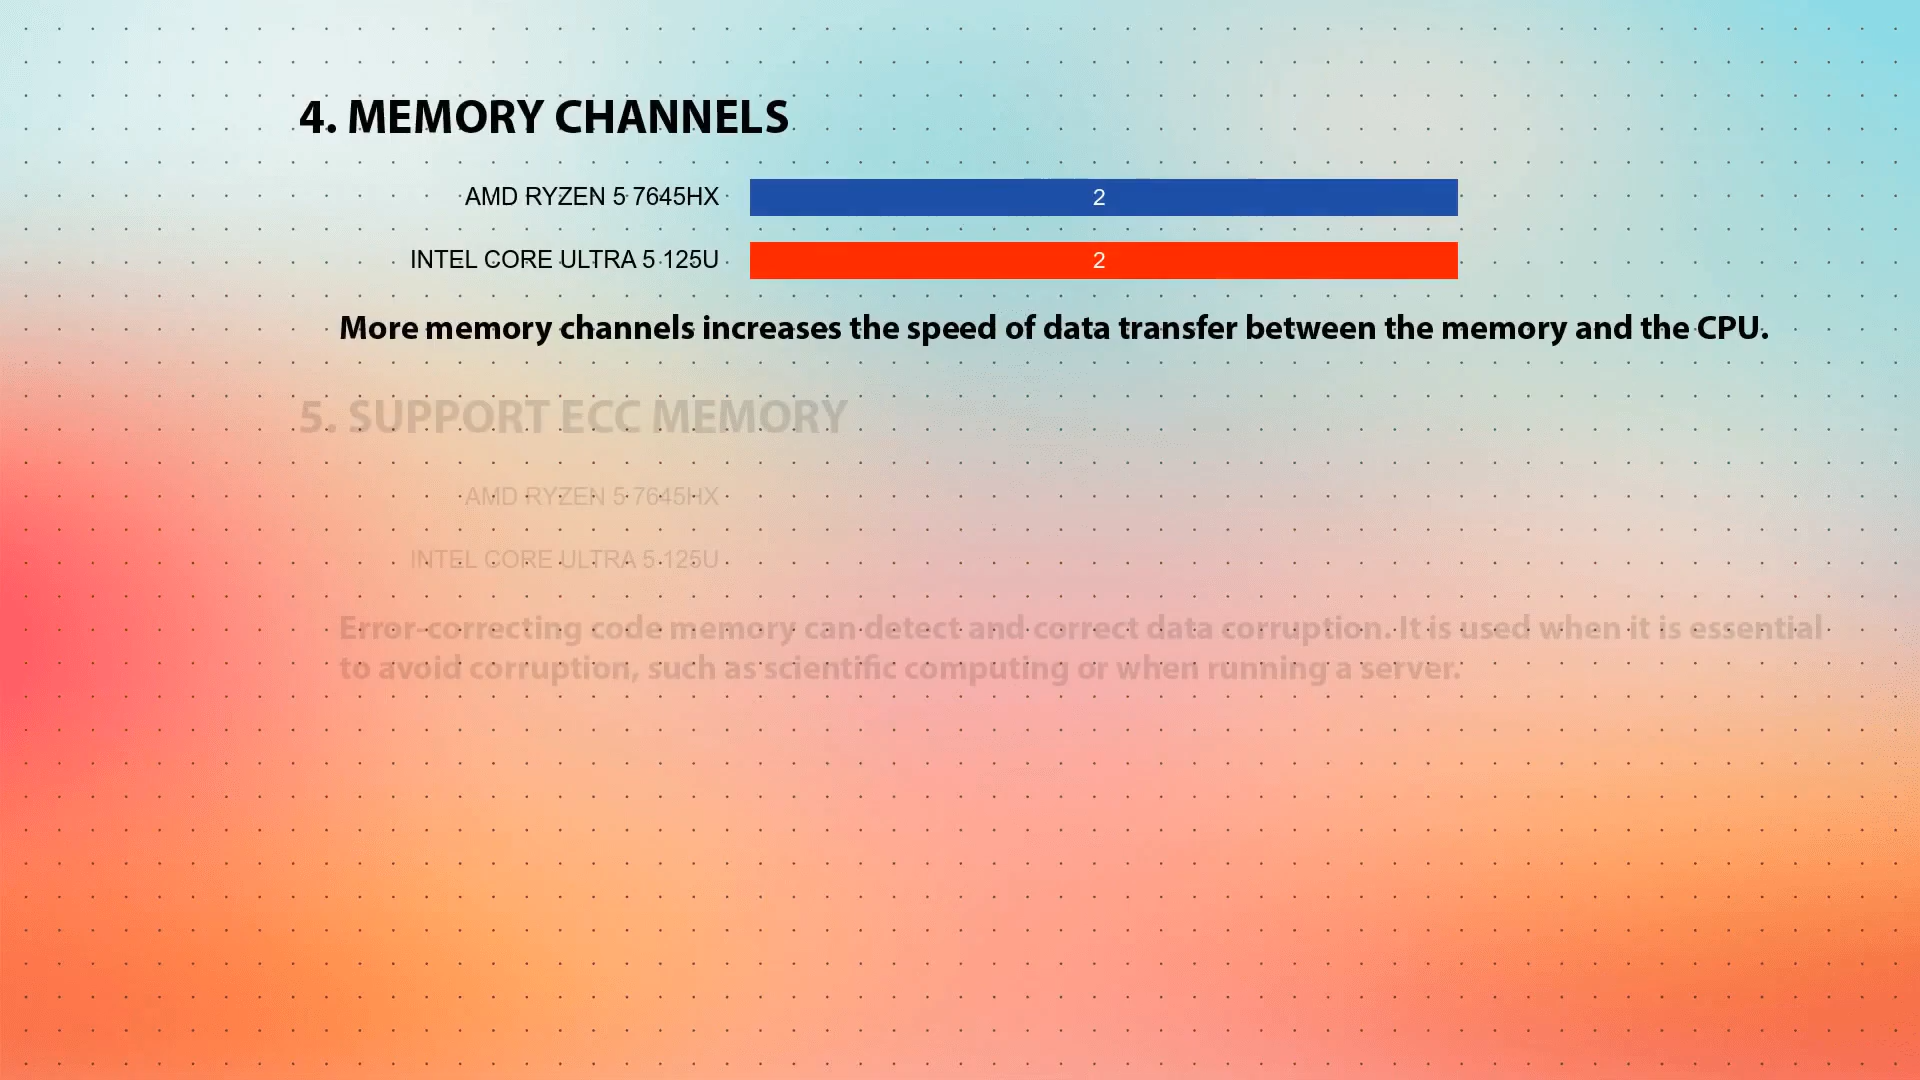 4. MEMORY CHANNELS
AMD RYZEN 5 7645HX
2
INTEL CORE ULTRA 5 125U
2
More memory channels increases the speed of data transfer between the memory and the CPU.
5. SUPPORT ECC MEMORY
AMD RYZEN 5 7645HX
INTEL CORE ULTRA 5 125U
Error-correcting code memory can detect and correct data corruption. It is used when it is essential
to avoid corruption, such as scientific computing or when running a server.